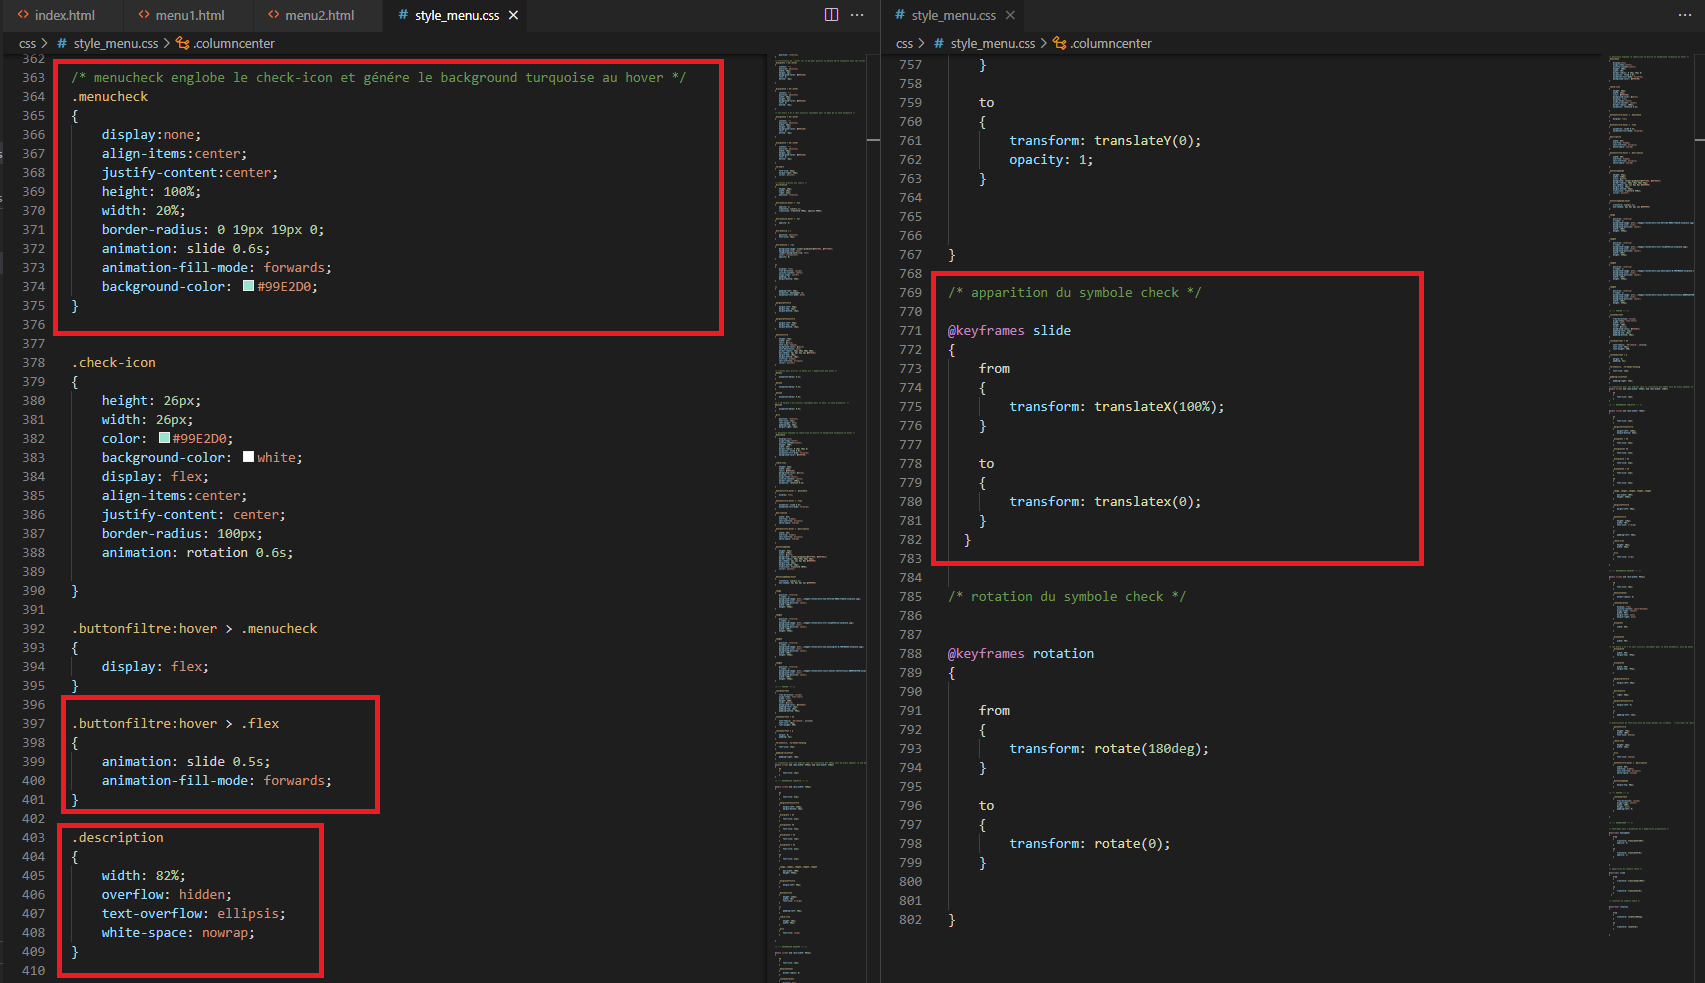 index.html
menu1.html
menu2.html
# style_menu.css
css > # style_menu.css > .columncenter
362
363 /* menucheck englobe le check-icon et génére le background turquoise au hover */
364 .menucheck
365 {
366 display:none;
367 align-items:center;
368 justify-content:center;
369 height: 100%;
370 width: 20%;
371 border-radius: 0 19px 19px 0;
372 animation: slide 0.6s;
373 animation-fill-mode: forwards;
374 background-color: #99E2D0;
375 }
376
377
378 .check-icon
379 {
380 height: 26px;
381 width: 26px;
382 color: #99E2D0;
383 background-color: white;
384 display: flex;
385 align-items:center;
386 justify-content: center;
387 border-radius: 100px;
388 animation: rotation 0.6s;
389
390 }
391
392 .buttonfiltre:hover > .menucheck
393 {
394 display: flex;
395 }
396
397 .buttonfiltre:hover > .flex
398 {
399 animation: slide 0.5s;
400 animation-fill-mode: forwards;
401 }
402
403 .description
404 {
405 width: 82%;
406 overflow: hidden;
407 text-overflow: ellipsis;
408 white-space: nowrap;
409 }
410
# style_menu.css
css > # style_menu.css > .columncenter
757 }
758
759 to
760 {
761 transform: translateY(0);
762 opacity: 1;
763 }
764
765
766
767 }
768
769 /* apparition du symbole check */
770
771 @keyframes slide
772 {
773 from
774 {
775 transform: translateX(100%);
776 }
777
778 to
779 {
780 transform: translatex(0);
781 }
782 }
783
784
785 /* rotation du symbole check */
786
787
788 @keyframes rotation
789 {
790
791 from
792 {
793 transform: rotate(180deg);
794 }
795
796 to
797 {
798 transform: rotate(0);
799 }
800
801
802 }